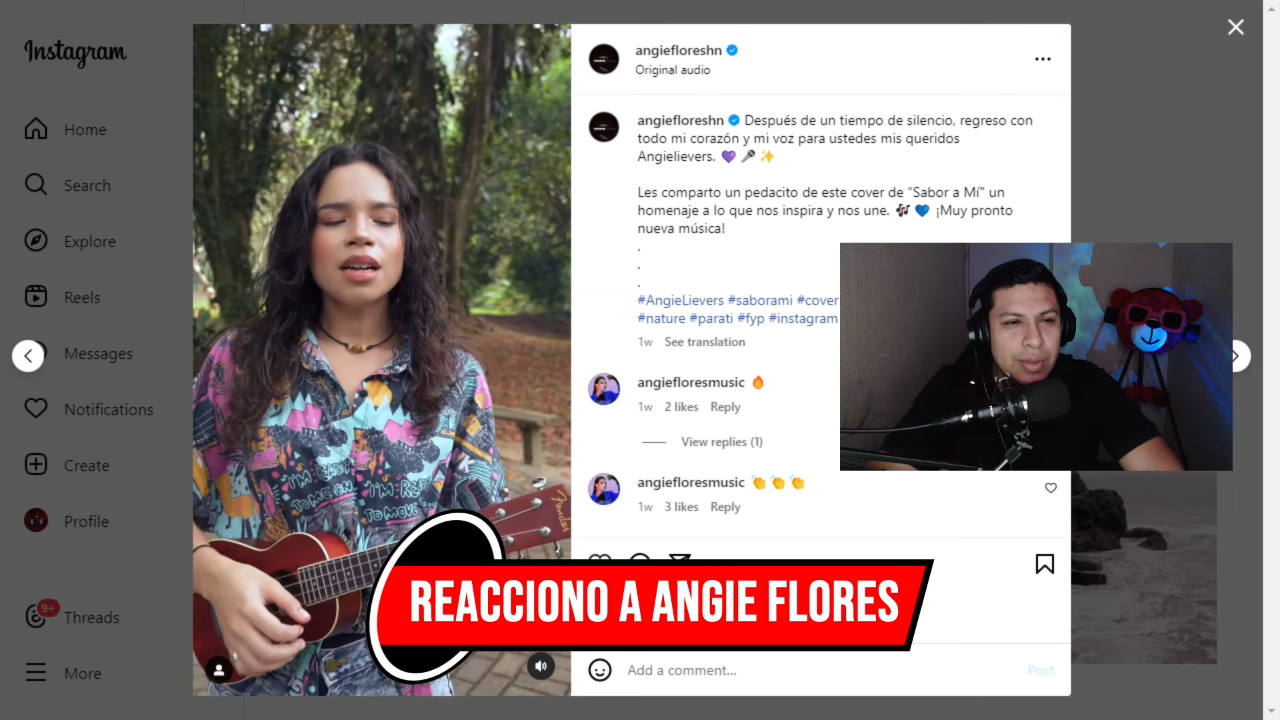 Instagram
Home
Search
Explore
Reels
Messages
Notifications
Create
Profile
9+
Threads
More
angiefloreshn
Original audio
angiefloreshn Después de un tiempo de silencio, regreso con
todo mi corazón y mi voz para ustedes mis queridos
Angielievers. 💜 🎤 ✨
Les comparto un pedacito de este cover de "Sabor a Mí" un
homenaje a lo que nos inspira y nos une. 🎶 💙 ¡Muy pronto
nueva música!
.
.
.
#AngieLievers #saborami #cover
#nature #parati #fyp #instagram
1w See translation
angiefloresmusic 🔥
1w 2 likes Reply
View replies (1)
angiefloresmusic 👏 👏 👏
1w 3 likes Reply
I'M RE
TO MOVE
Fender
REACCIONO A ANGIE FLORES
Add a comment...
Post